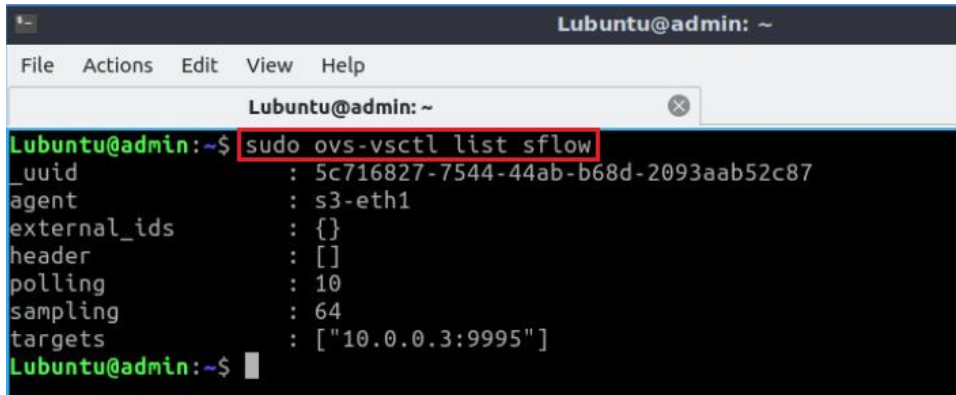 Lubuntu@admin: ~
File Actions Edit View Help
Lubuntu@admin: ~
Lubuntu@admin:~$ sudo ovs-vsctl list sflow
_uuid : 5c716827-7544-44ab-b68d-2093aab52c87
agent : s3-eth1
external_ids : {}
header : []
polling : 10
sampling : 64
targets : ["10.0.0.3:9995"]
Lubuntu@admin:~$